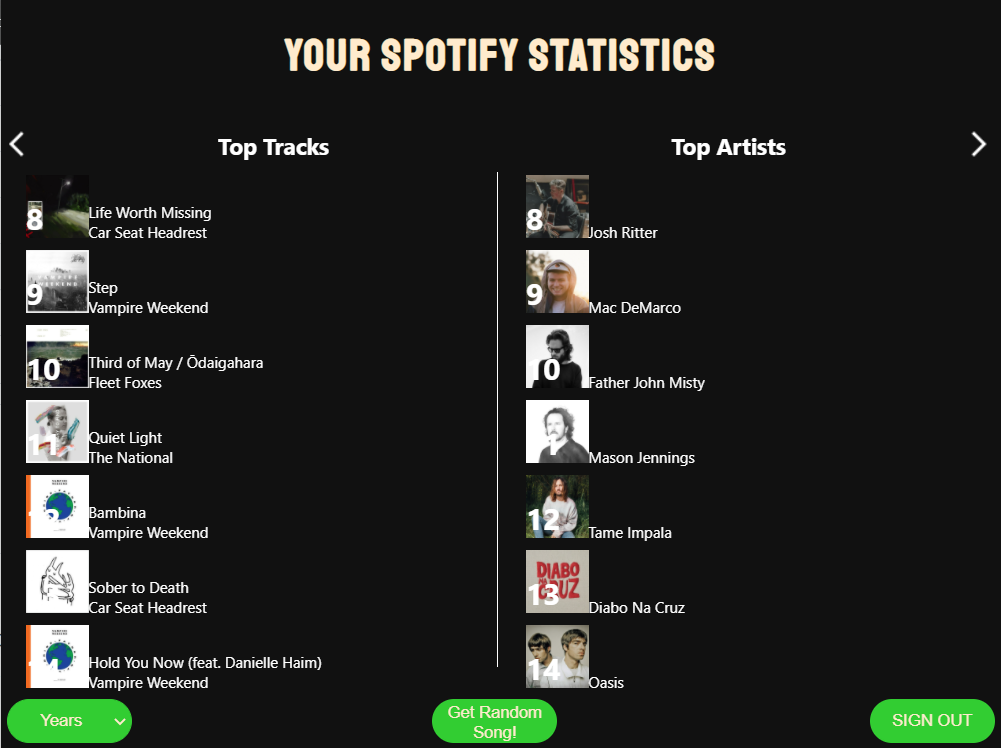 YOUR SPOTIFY STATISTICS
Top Tracks
8
Life Worth Missing
Car Seat Headrest
9
Step
Vampire Weekend
10
Third of May / Ōdaigahara
Fleet Foxes
11
Quiet Light
The National
12
Bambina
Vampire Weekend
Sober to Death
Car Seat Headrest
Hold You Now (feat. Danielle Haim)
Vampire Weekend
Top Artists
8
Josh Ritter
9
Mac DeMarco
10
Father John Misty
Mason Jennings
12
Tame Impala
DIABO
CRUZ
13
Diabo Na Cruz
14
Oasis
Years
Get Random
Song!
SIGN OUT